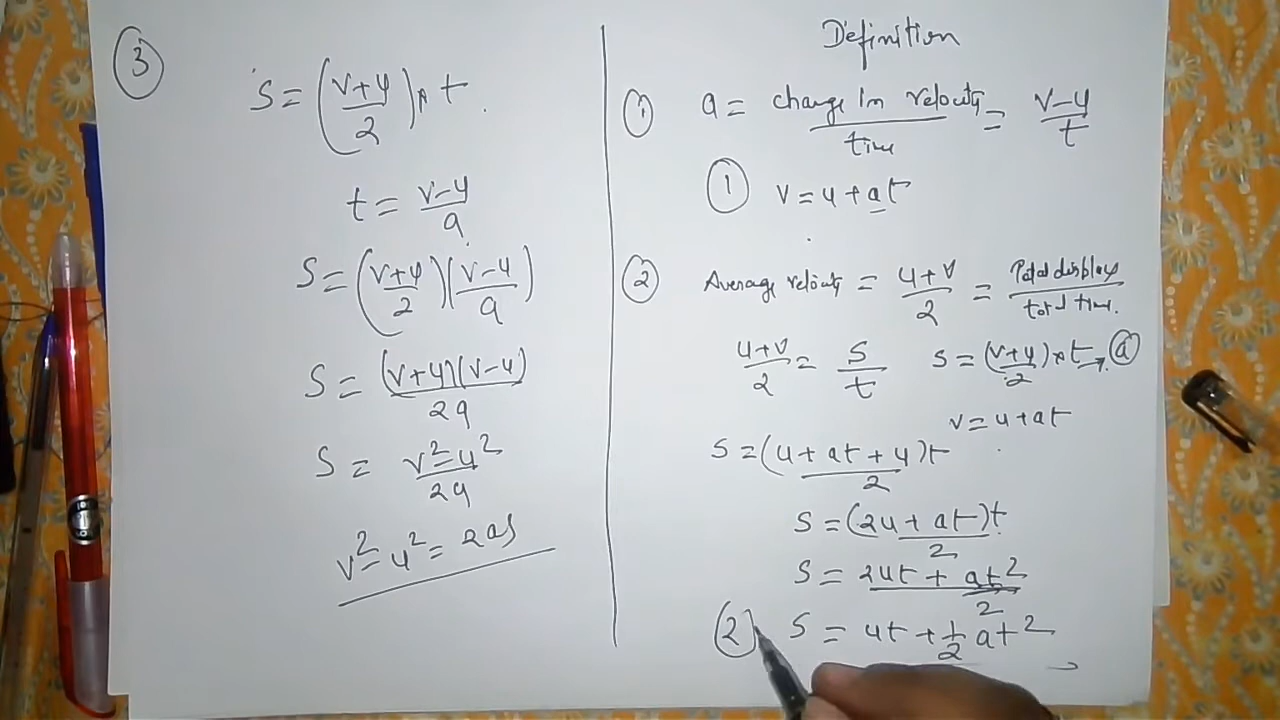 ③
S = (v+u/2) * t.
t = v-u/a
S = (v+u/2)(v-u/a)
S = (v+u)(v-u)/2a
S = v²-u²/2a
v²-u² = 2as
Definition
① a = change In velocity/time = v-u/t
① v = u + at
② Average velocity = u+v/2 = Total displace/total time.
u+v/2 = S/t S = (v+u/2) * t → ⓐ
v = u + at
S = (u + at + u)t/2
S = (2u + at)t/2
S = 2ut + at²/2
② S = ut + 1/2 at²